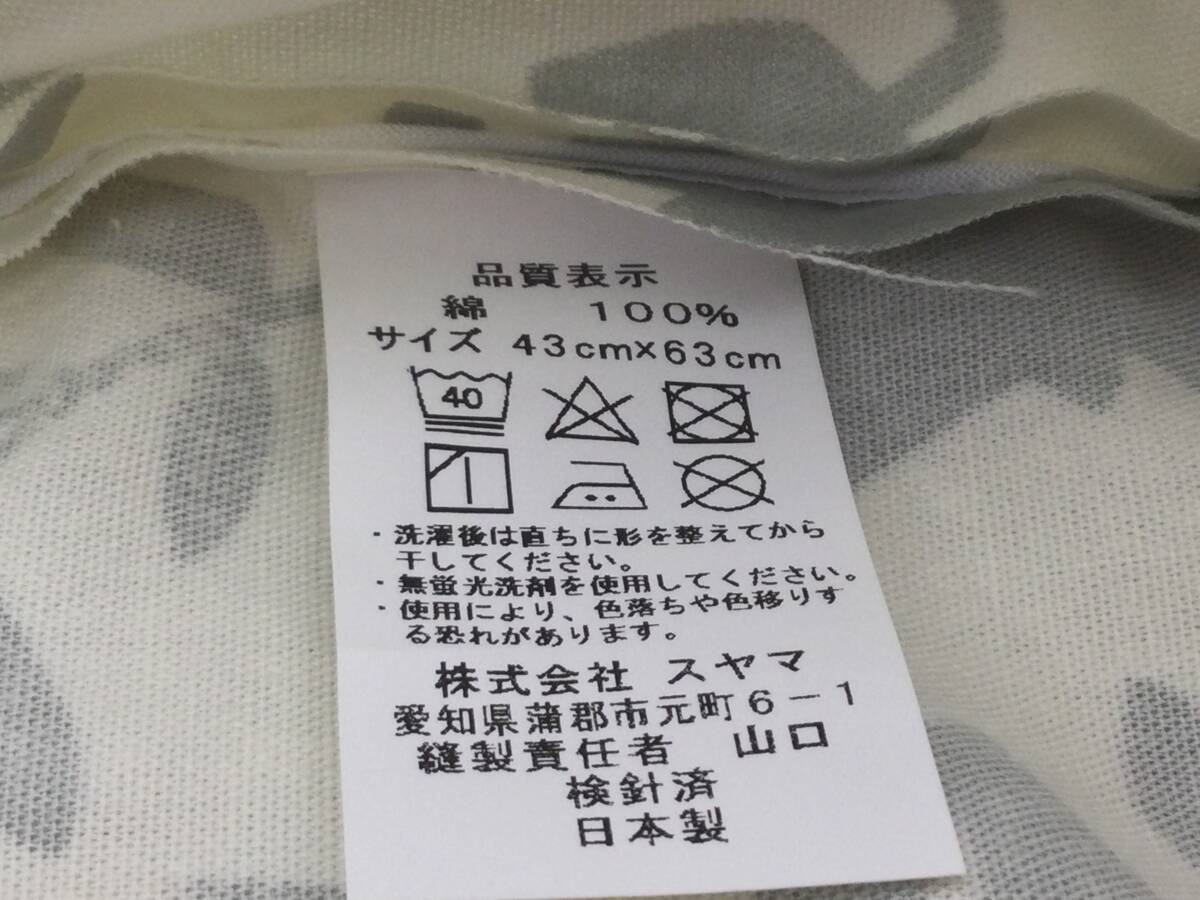 品質表示
綿 100%
サイズ 43cm×63cm
40
・洗濯後は直ちに形を整えてから
干してください。
・無蛍光洗剤を使用してください。
・使用により、色落ちや色移りす
る恐れがあります。
株式会社 スヤマ
愛知県蒲郡市元町6−1
縫製責任者 山口
検針済
日本製